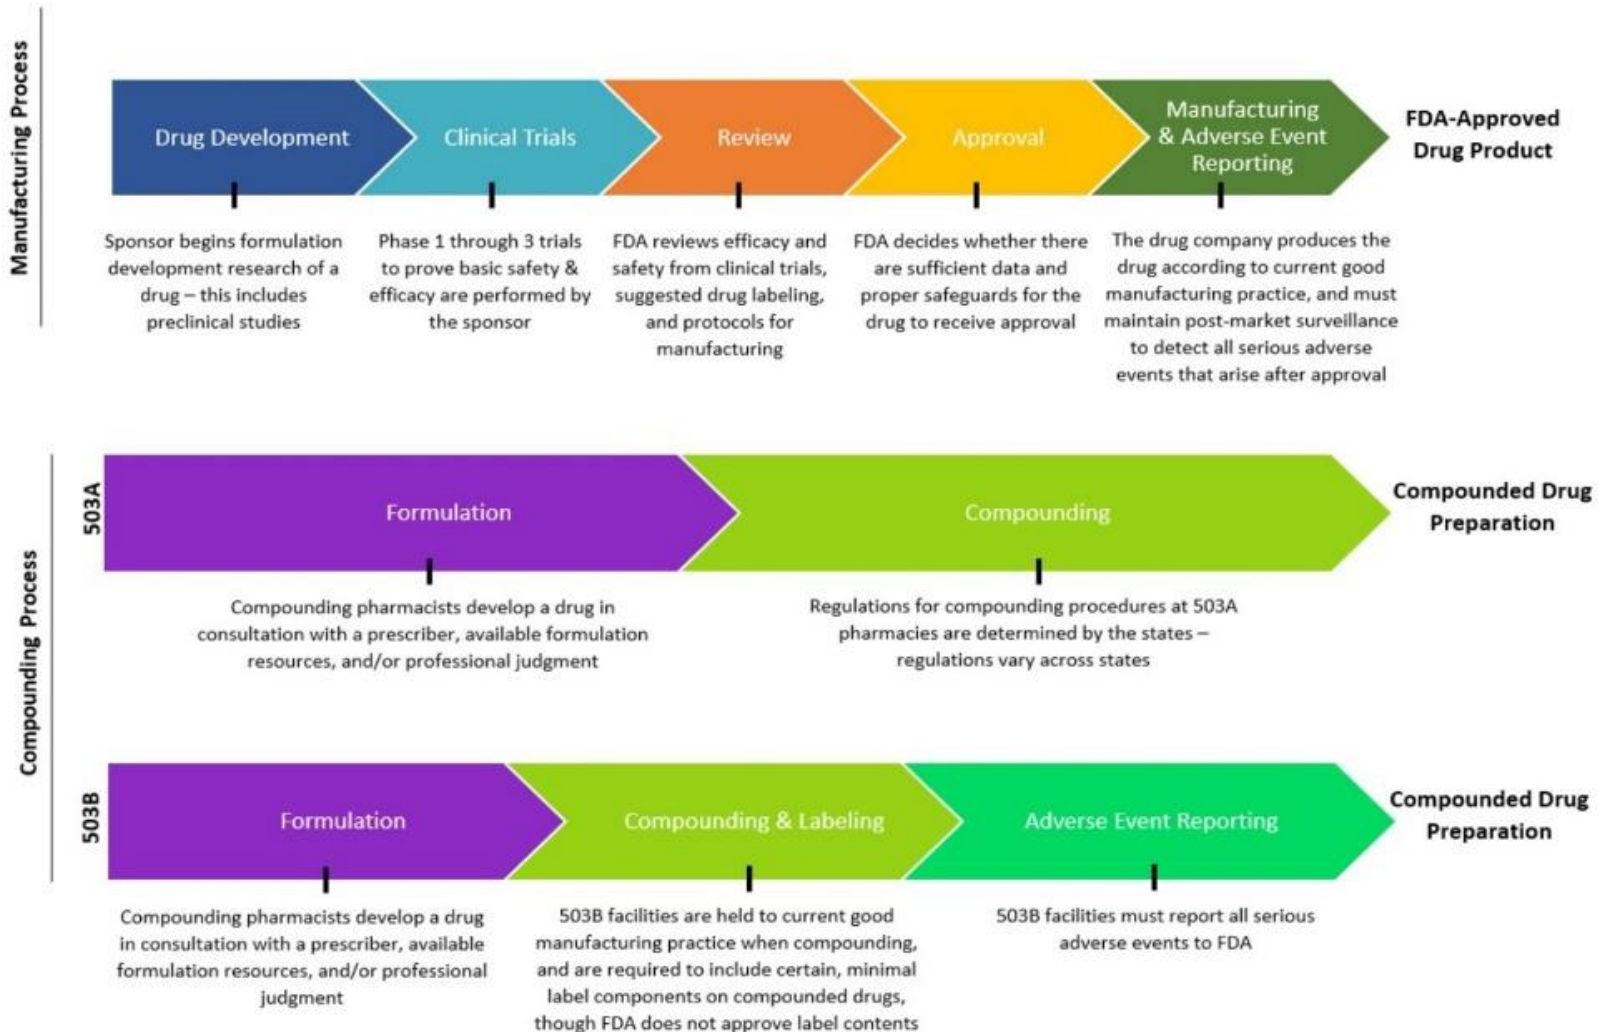 Manufacturing Process
Drug Development
Clinical Trials
Review
Approval
Manufacturing
& Adverse Event
Reporting
FDA-Approved
Drug Product
Sponsor begins formulation
development research of a
drug – this includes
preclinical studies
Phase 1 through 3 trials
to prove basic safety &
efficacy are performed by
the sponsor
FDA reviews efficacy and
safety from clinical trials,
suggested drug labeling,
and protocols for
manufacturing
FDA decides whether there
are sufficient data and
proper safeguards for the
drug to receive approval
The drug company produces the
drug according to current good
manufacturing practice, and must
maintain post-market surveillance
to detect all serious adverse
events that arise after approval
Compounding Process
503A
Formulation
Compounding
Compounded Drug
Preparation
Compounding pharmacists develop a drug in
consultation with a prescriber, available formulation
resources, and/or professional judgment
Regulations for compounding procedures at 503A
pharmacies are determined by the states –
regulations vary across states
503B
Formulation
Compounding & Labeling
Adverse Event Reporting
Compounded Drug
Preparation
Compounding pharmacists develop a drug
in consultation with a prescriber, available
formulation resources, and/or professional
judgment
503B facilities are held to current good
manufacturing practice when compounding,
and are required to include certain, minimal
label components on compounded drugs,
though FDA does not approve label contents
503B facilities must report all serious
adverse events to FDA